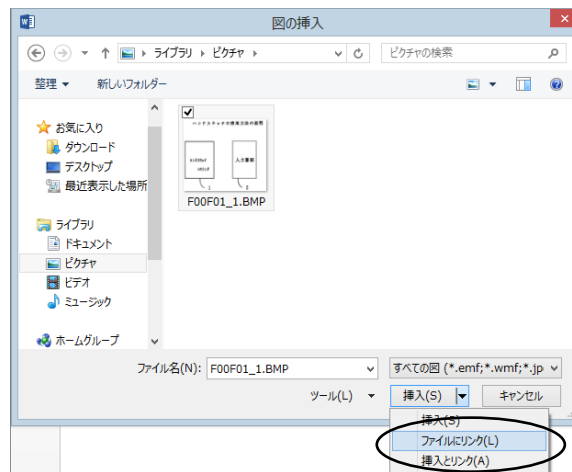 図の挿入
ライブラリ ▸ ピクチャ ▸
ピクチャの検索
整理 ▼ 新しいフォルダー
お気に入り
ダウンロード
デスクトップ
最近表示した場所
ライブラリ
ドキュメント
ピクチャ
ビデオ
ミュージック
ホームグループ
F00F01_1.BMP
ファイル名(N): F00F01_1.BMP
すべての図 (*.emf;*.wmf;*.jp
ツール(L) ▼ 挿入(S) ▼ キャンセル
挿入(S)
ファイルにリンク(L)
挿入とリンク(A)